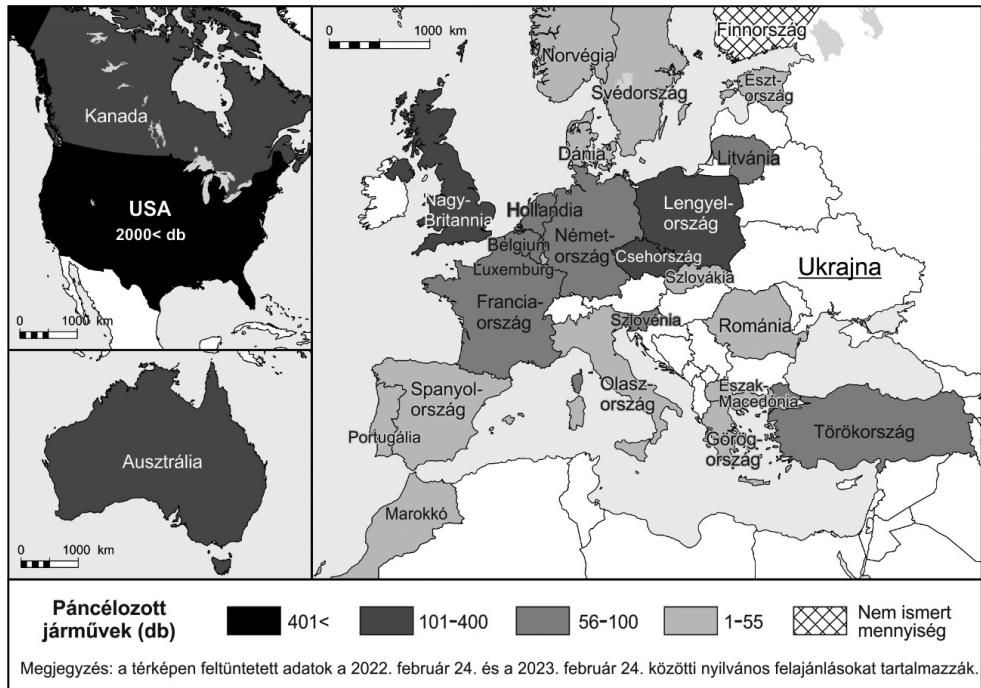 Kanada
USA
2000< db
0 1000 km
Ausztrália
0 1000 km
0 1000 km
Finnország
Norvégia
Svédország
Észt-
ország
Dánia
Litvánia
Nagy-
Britannia
Hollandia
Lengyel-
ország
Belgium
Német-
ország
Luxemburg
Csehország
Szlovákia
Ukrajna
Francia-
ország
Szlovénia
Románia
Spanyol-
ország
Portugália
Olasz-
ország
Észak-
Macedónia
Görög-
ország
Törökország
Marokkó
Páncélozott
járművek (db)
401<
101–400
56–100
1–55
Nem ismert
mennyiség
Megjegyzés: a térképen feltüntetett adatok a 2022. február 24. és a 2023. február 24. közötti nyilvános felajánlásokat tartalmazzák.